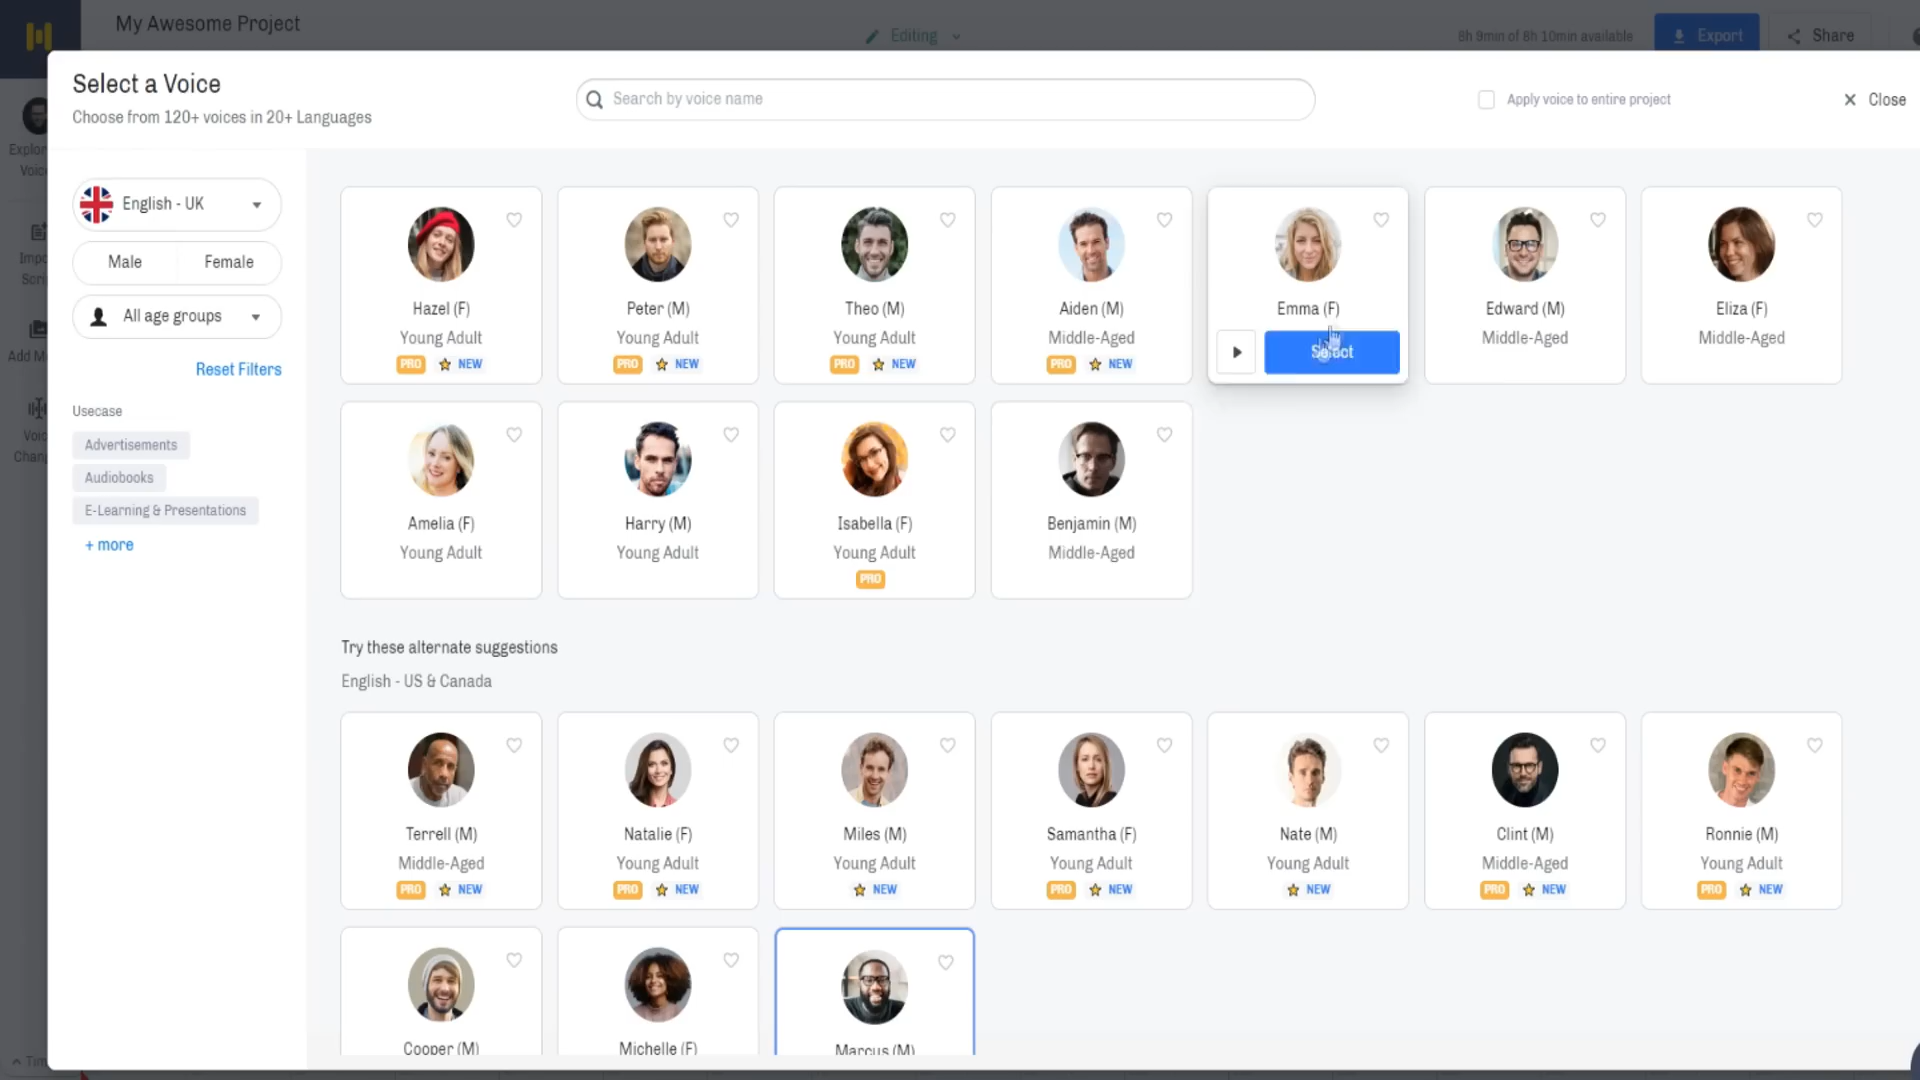 My Awesome Project
Editing
8h 9min of 8h 10min available
Export
Share
Select a Voice
Choose from 120+ voices in 20+ Languages
Search by voice name
Apply voice to entire project
Close
English - UK
Male
Female
All age groups
Reset Filters
Usecase
Advertisements
Audiobooks
E-Learning & Presentations
+ more
Hazel (F)
Young Adult
PRO NEW
Peter (M)
Young Adult
PRO NEW
Theo (M)
Young Adult
PRO NEW
Aiden (M)
Middle-Aged
PRO NEW
Emma (F)
Select
Edward (M)
Middle-Aged
Eliza (F)
Middle-Aged
Amelia (F)
Young Adult
Harry (M)
Young Adult
Isabella (F)
Young Adult
PRO
Benjamin (M)
Middle-Aged
Try these alternate suggestions
English - US & Canada
Terrell (M)
Middle-Aged
PRO NEW
Natalie (F)
Young Adult
PRO NEW
Miles (M)
Young Adult
NEW
Samantha (F)
Young Adult
PRO NEW
Nate (M)
Young Adult
NEW
Clint (M)
Middle-Aged
PRO NEW
Ronnie (M)
Young Adult
PRO NEW
Cooper (M)
Michelle (F)
Marcus (M)